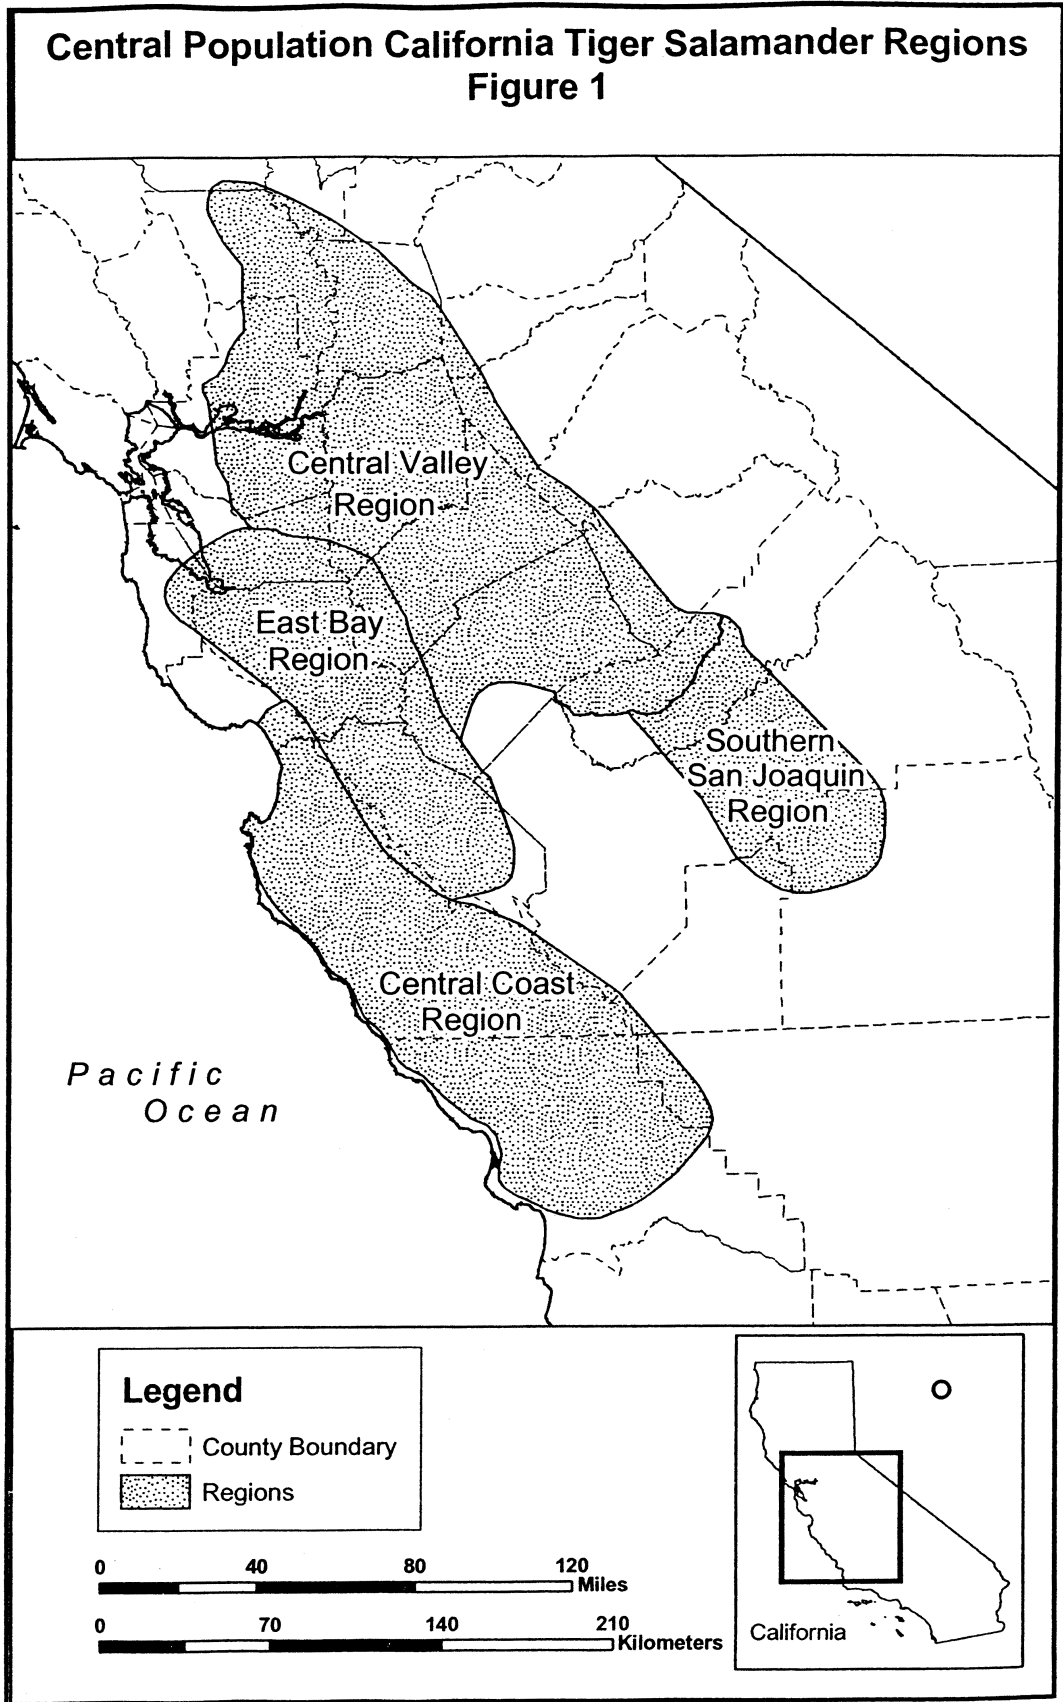 Central Population California Tiger Salamander Regions
Figure 1
Central Valley
Region
East Bay
Region
Southern
San Joaquin
Region
Central Coast
Region
Pacific
Ocean
Legend
County Boundary
Regions
0 40 80 120
Miles
0 70 140 210
Kilometers
California